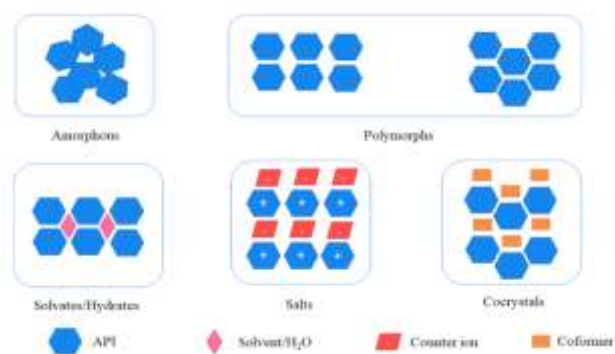 Amorphous
Polymorphs
Solvates/Hydrates
Salts
Cocrystals
API
Solvent/H₂O
Counter ion
Coformer